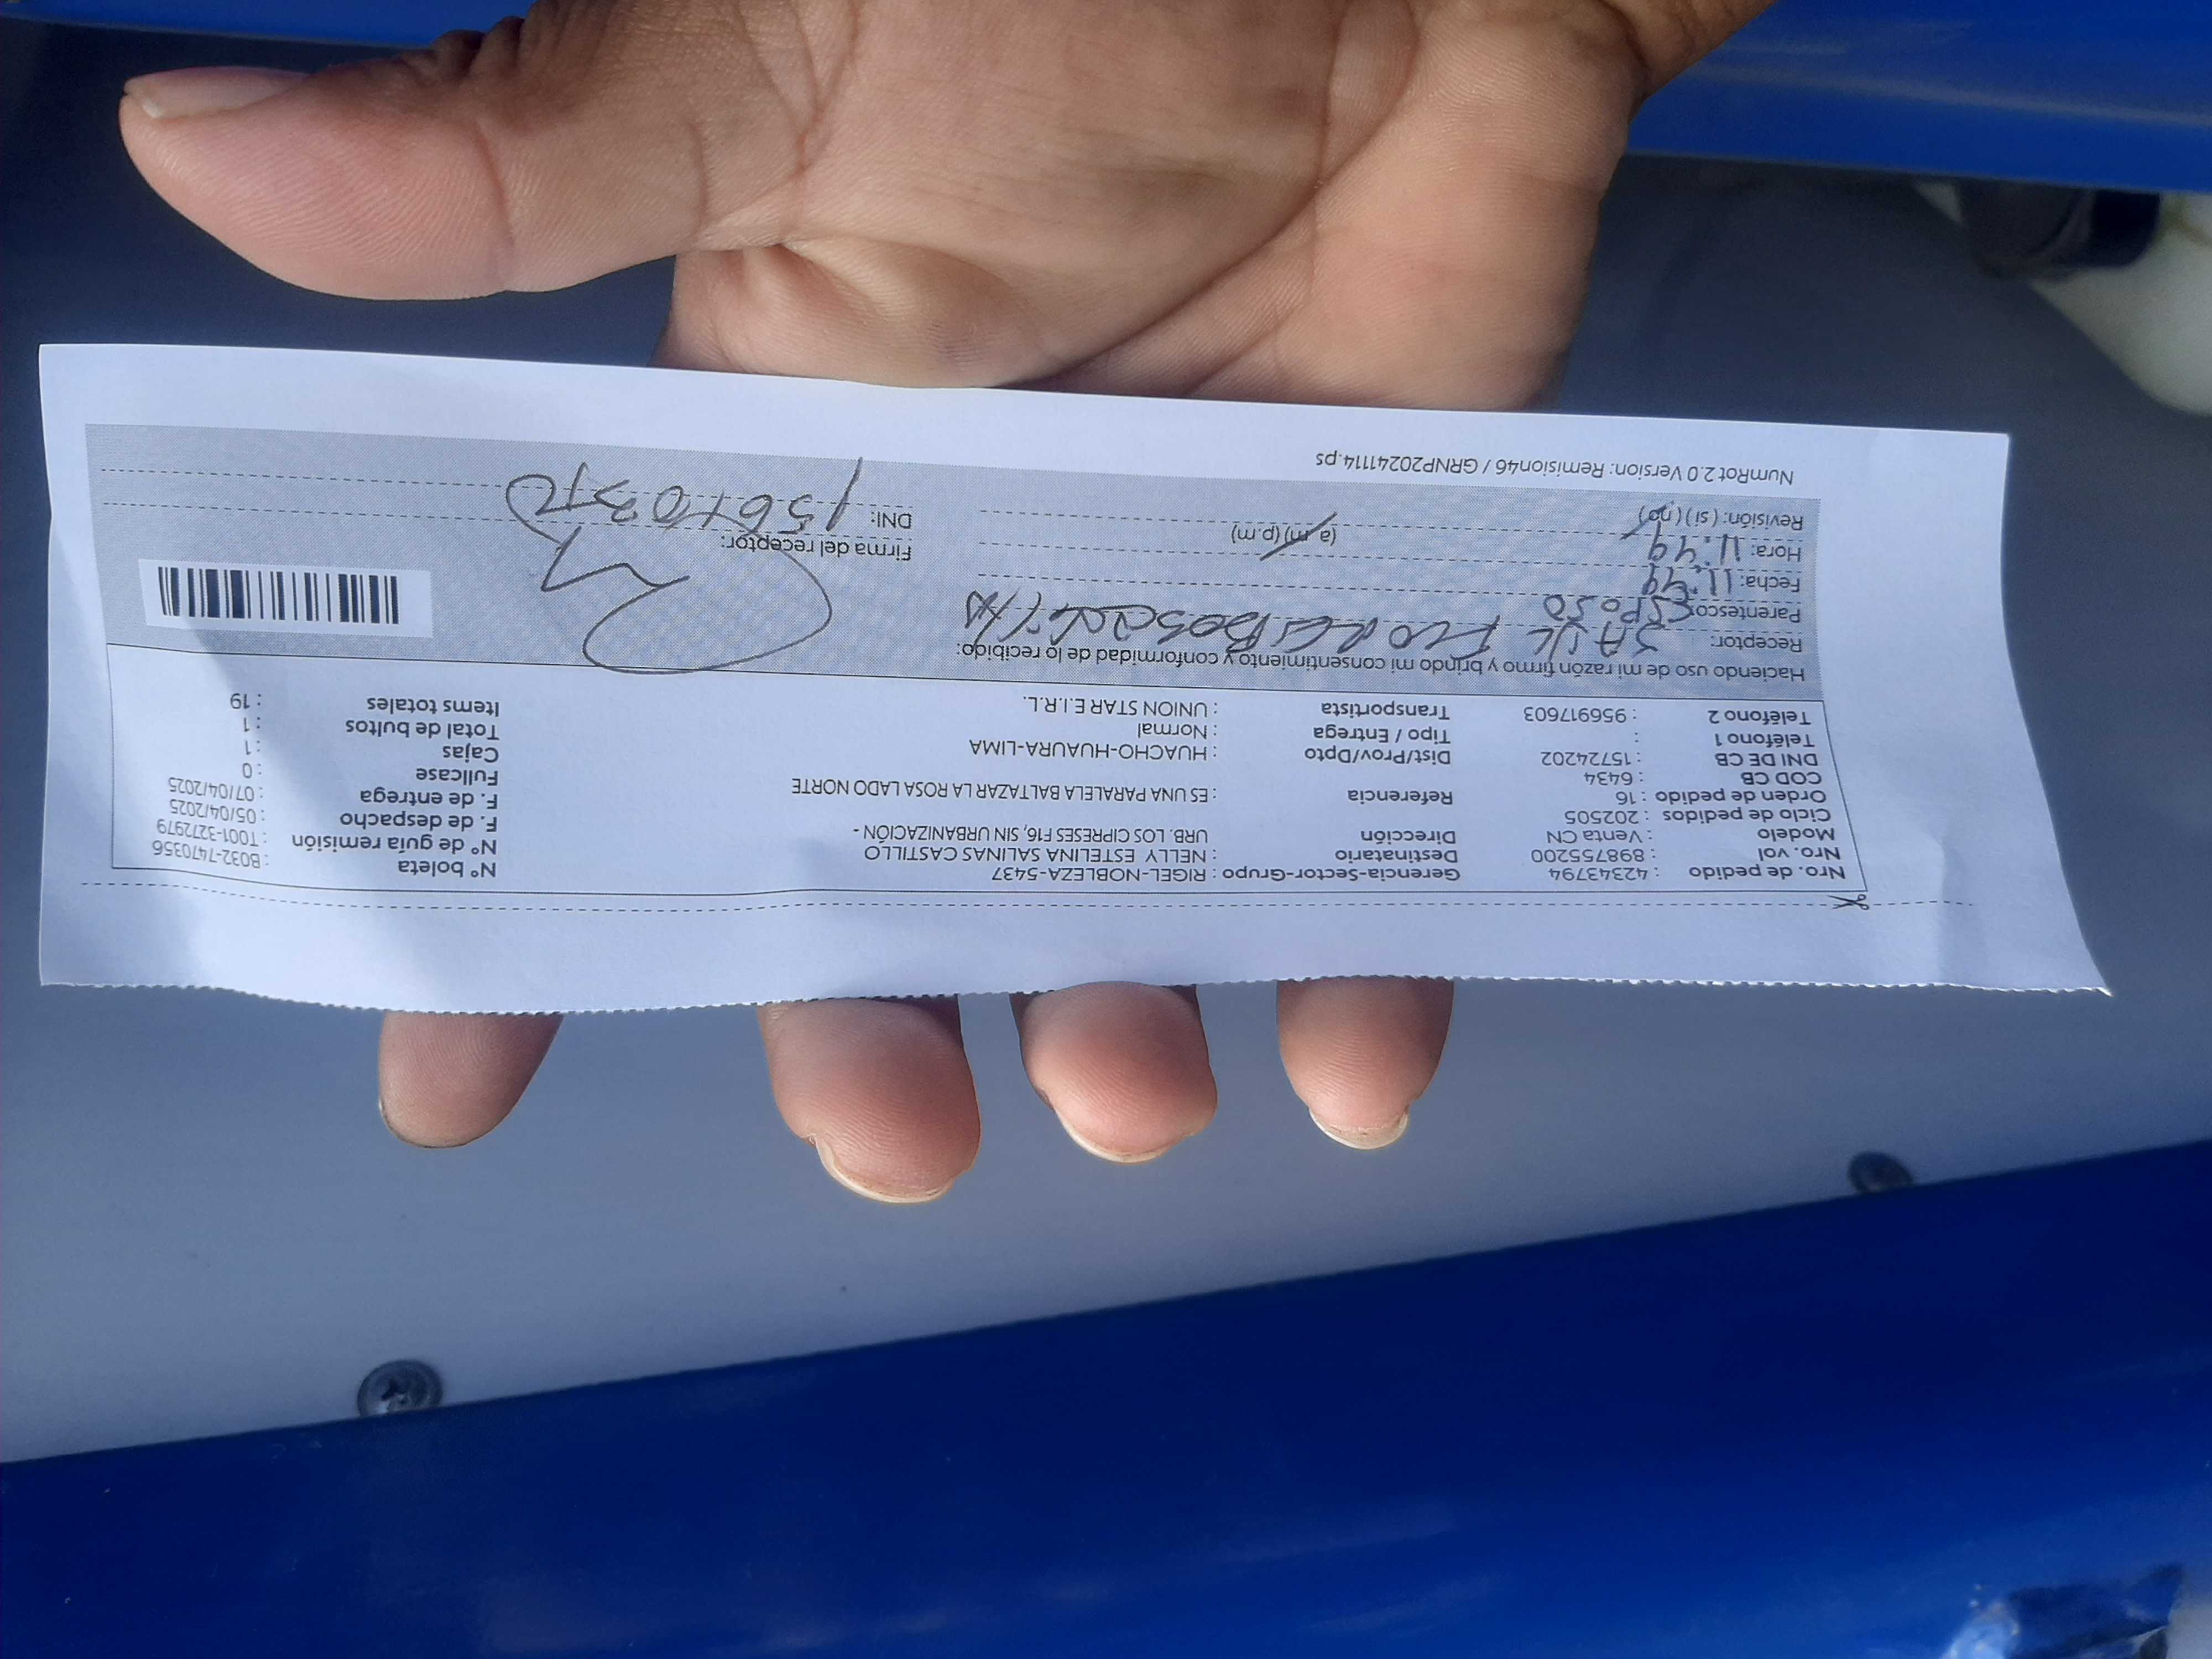 Nro. de pedido : 42343794 Gerencia-Sector-Grupo : RIGEL-NOBLEZA-5437 N° boleta : B032-7470356
Nro. vol : 898755200 Destinatario : NELLY ESTELINA SALINAS CASTILLO N° de guía remisión : T001-3272979
Modelo : Venta CN Dirección URB. LOS CIPRESES F16, SIN URBANIZACIÓN - F. de despacho : 05/04/2025
Ciclo de pedidos : 202505 F. de entrega : 07/04/2025
Orden de pedido : 16 Referencia : ES UNA PARALELA BALTAZAR LA ROSA LADO NORTE Fullcase : 0
COD CB : 6434 Cajas : 1
DNI DE CB : 15724202 Dist/Prov/Dpto : HUACHO-HUAURA-LIMA Total de bultos : 1
Teléfono 1 : Tipo / Entrega : Normal Items totales : 19
Teléfono 2 : 956917603 Transportista : UNION STAR E.I.R.L.
Haciendo uso de mi razón firmo y brindo mi consentimiento y conformidad de lo recibido:
Receptor: SAUL
Parentesco: ESPOSO
Fecha: 11:49
Hora: 11:49 (a.m) (p.m)
Revisión: (si) (no)
Firma del receptor:
DNI:
NumRot 2.0 Version: Remision46 / GRNP20241114.ps